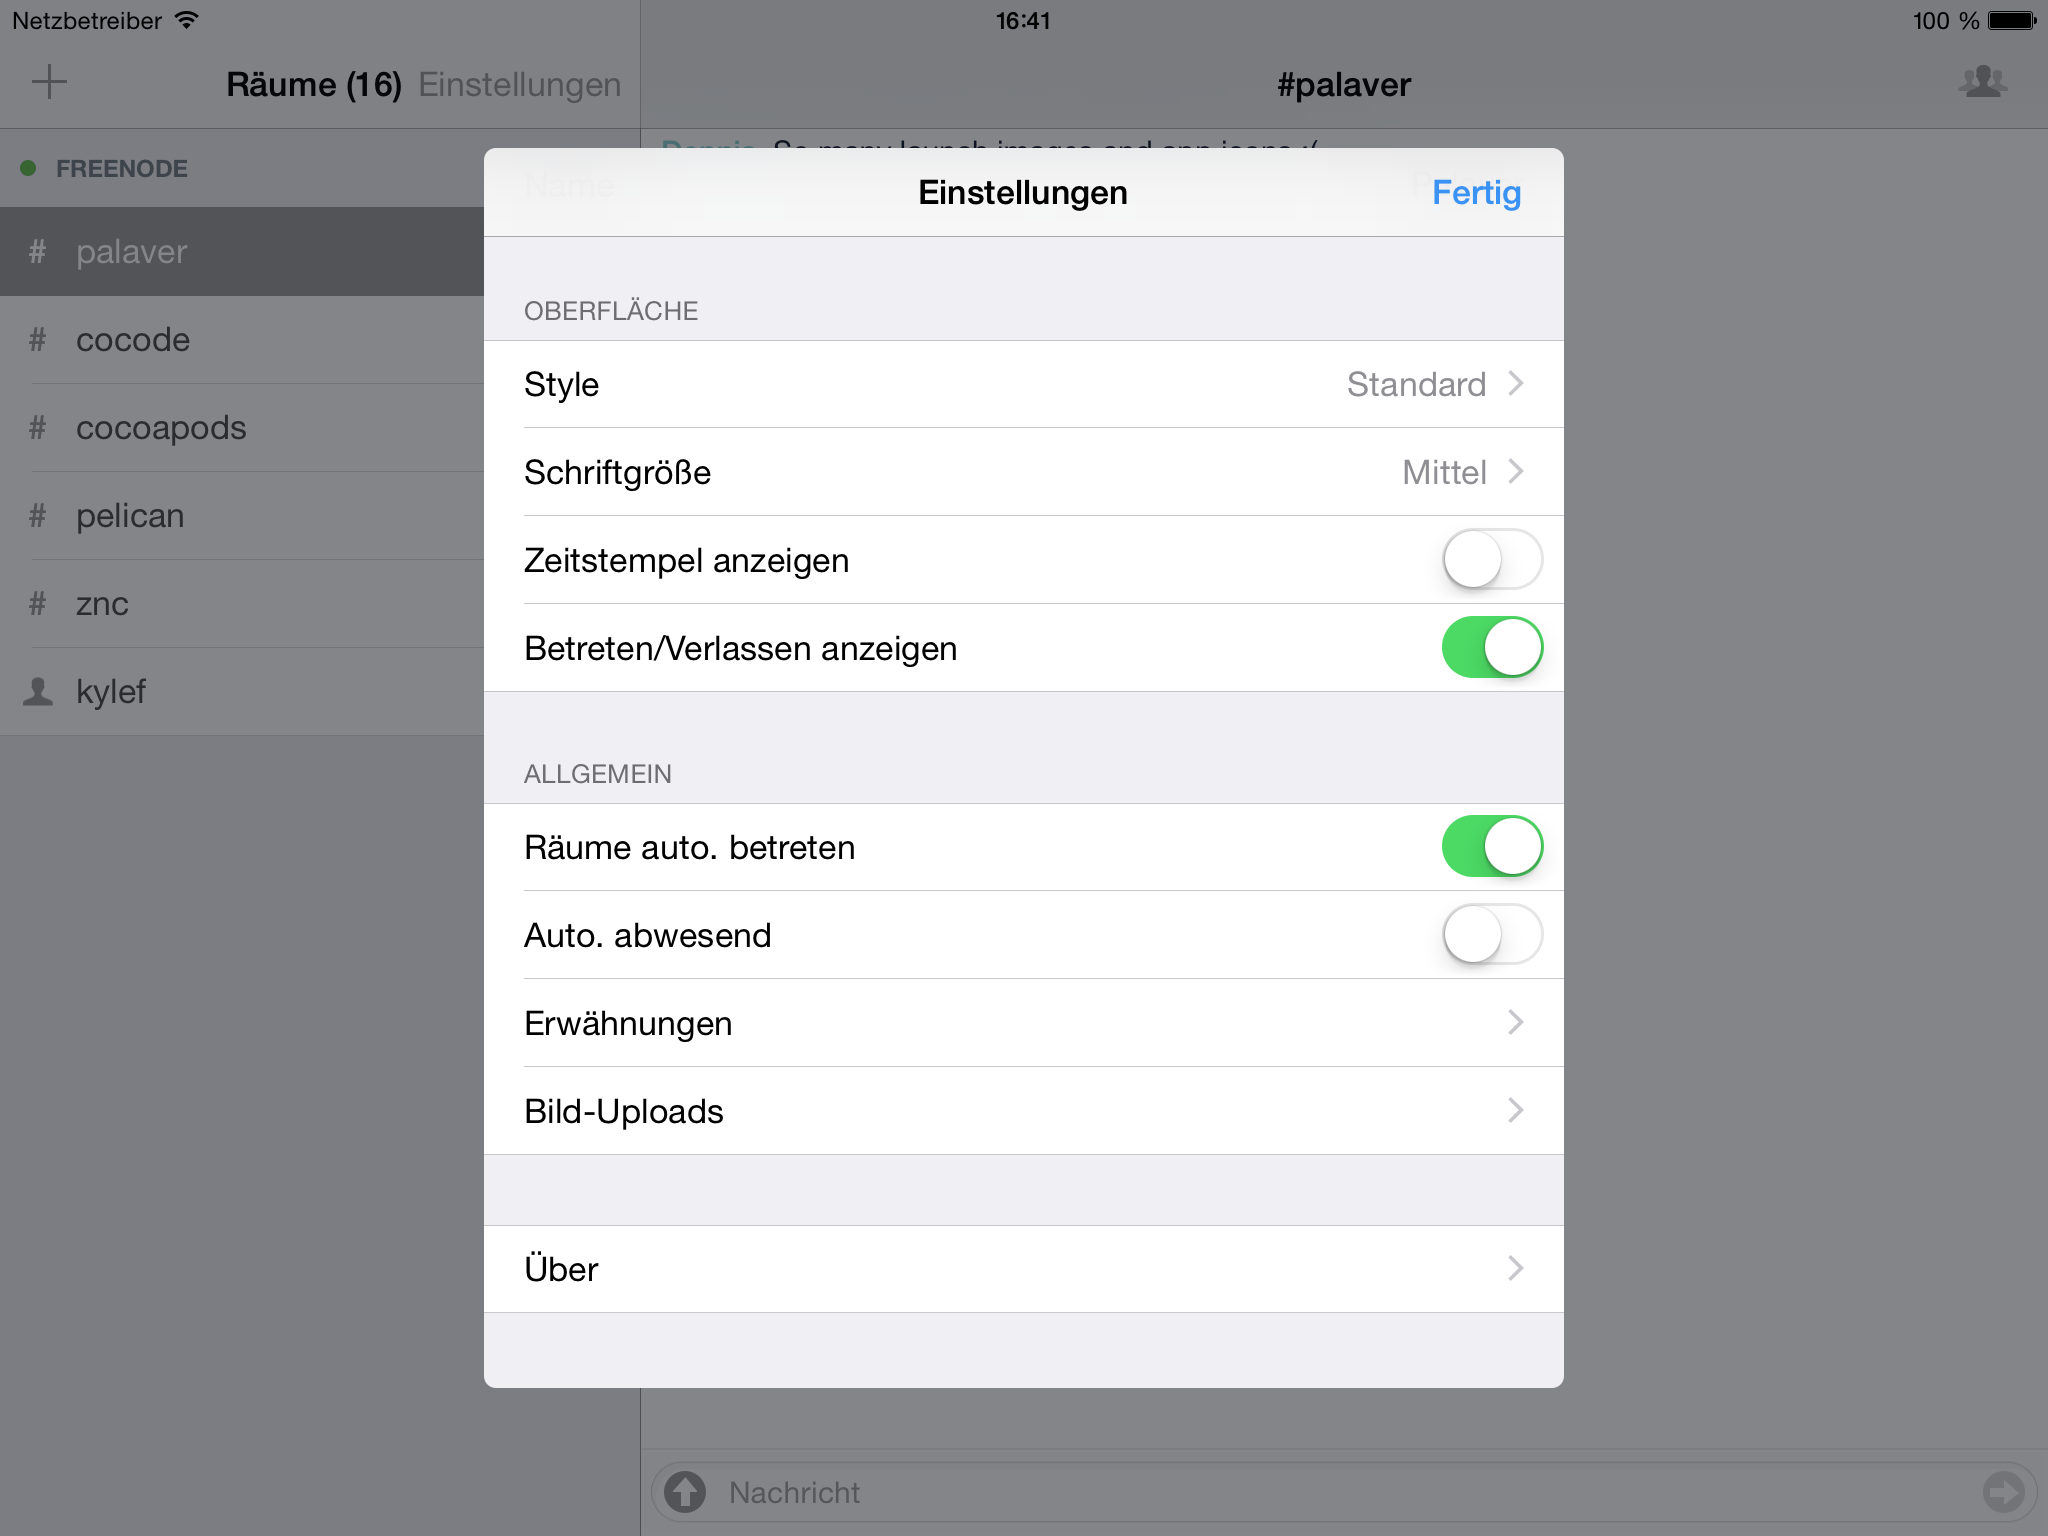 Netzbetreiber 16:41 100 %
Räume (16) Einstellungen #palaver
FREENODE
# palaver
# cocode
# cocoapods
# pelican
# znc
kylef
Dennis So many launch images and app icons :(
Name
Einstellungen Fertig
OBERFLÄCHE
Style Standard
Schriftgröße Mittel
Zeitstempel anzeigen
Betreten/Verlassen anzeigen
ALLGEMEIN
Räume auto. betreten
Auto. abwesend
Erwähnungen
Bild-Uploads
Über
Nachricht